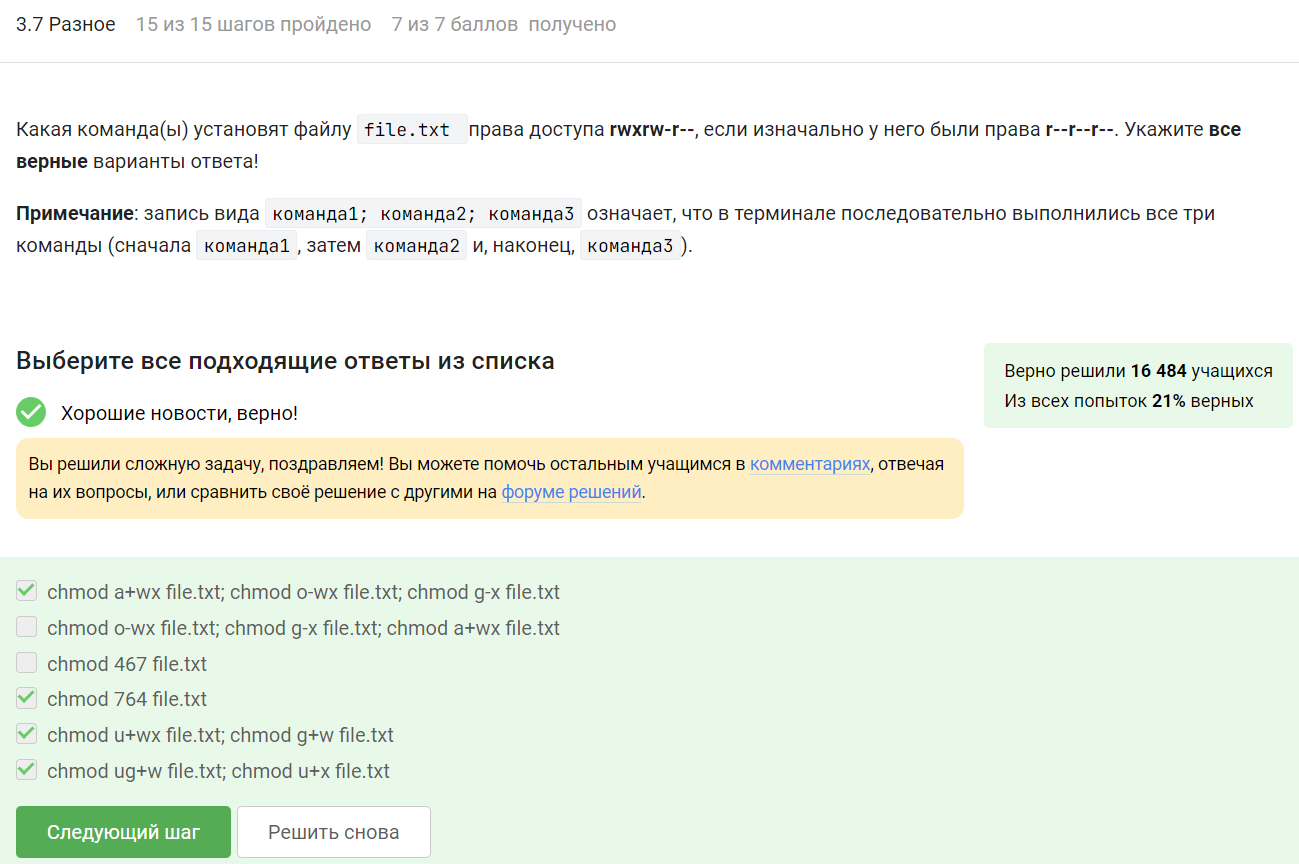 3.7 Разное 15 из 15 шагов пройдено 7 из 7 баллов получено
Какая команда(ы) установят файлу file.txt права доступа rwxrw-r--, если изначально у него были права r--r--r--. Укажите все
верные варианты ответа!
Примечание: запись вида команда1; команда2; команда3 означает, что в терминале последовательно выполнились все три
команды (сначала команда1, затем команда2 и, наконец, команда3).
Выберите все подходящие ответы из списка
Верно решили 16 484 учащихся
Из всех попыток 21% верных
Хорошие новости, верно!
Вы решили сложную задачу, поздравляем! Вы можете помочь остальным учащимся в комментариях, отвечая
на их вопросы, или сравнить своё решение с другими на форуме решений.
chmod a+wx file.txt; chmod o-wx file.txt; chmod g-x file.txt
chmod o-wx file.txt; chmod g-x file.txt; chmod a+wx file.txt
chmod 467 file.txt
chmod 764 file.txt
chmod u+wx file.txt; chmod g+w file.txt
chmod ug+w file.txt; chmod u+x file.txt
Следующий шаг Решить снова